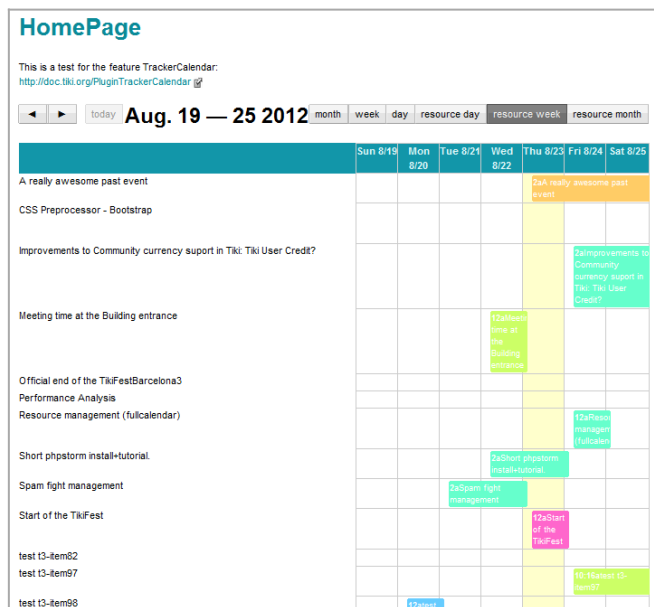 HomePage
This is a test for the feature TrackerCalendar:
http://doc.tiki.org/PluginTrackerCalendar
◄ ► today Aug. 19 — 25 2012 month week day resource day resource week resource month
Sun 8/19 Mon 8/20 Tue 8/21 Wed 8/22 Thu 8/23 Fri 8/24 Sat 8/25
A really awesome past event
2aA really awesome past
event
CSS Preprocessor - Bootstrap
Improvements to Community currency suport in Tiki: Tiki User Credit?
2aImprovements to
Community
currency suport in
Tiki: Tiki User
Credit?
Meeting time at the Building entrance
12aMeeti
time at
the
Building
entrance
Official end of the TikiFestBarcelona3
Performance Analysis
Resource management (fullcalendar)
12aReso
managen
(fullcalen
Short phpstorm install+tutorial.
2aShort phpstorm
install+tutorial.
Spam fight management
2aSpam fight
management
Start of the TikiFest
12aStart
of the
TikiFest
test t3-item82
test t3-item97
10:19atest t3-
item97
test t3-item98
12atest